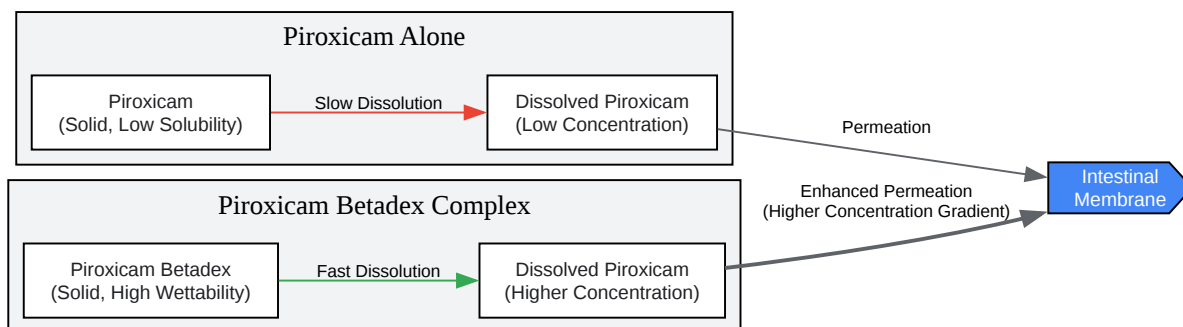 Piroxicam Alone
Piroxicam
(Solid, Low Solubility)
Slow Dissolution
Dissolved Piroxicam
(Low Concentration)
Permeation
Piroxicam Betadex Complex
Piroxicam Betadex
(Solid, High Wettability)
Fast Dissolution
Dissolved Piroxicam
(Higher Concentration)
Enhanced Permeation
(Higher Concentration Gradient)
Intestinal
Membrane